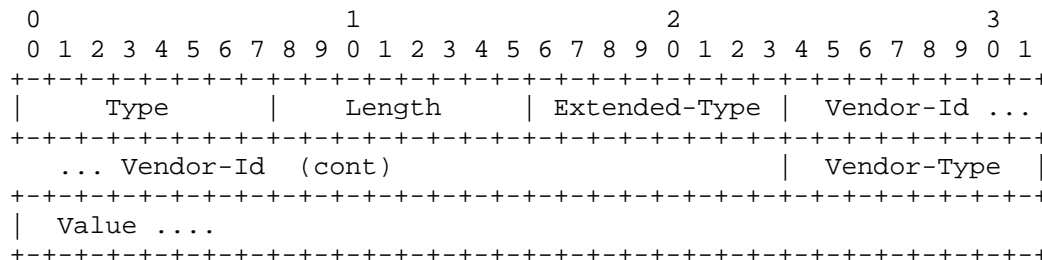 0                   1                   2                   3
 0 1 2 3 4 5 6 7 8 9 0 1 2 3 4 5 6 7 8 9 0 1 2 3 4 5 6 7 8 9 0 1
+-+-+-+-+-+-+-+-+-+-+-+-+-+-+-+-+-+-+-+-+-+-+-+-+-+-+-+-+-+-+-+-+
|     Type      |    Length     | Extended-Type |  Vendor-Id ...
+-+-+-+-+-+-+-+-+-+-+-+-+-+-+-+-+-+-+-+-+-+-+-+-+-+-+-+-+-+-+-+-+
   ... Vendor-Id  (cont)                        |  Vendor-Type  |
+-+-+-+-+-+-+-+-+-+-+-+-+-+-+-+-+-+-+-+-+-+-+-+-+-+-+-+-+-+-+-+-+
|  Value ....
+-+-+-+-+-+-+-+-+-+-+-+-+-+-+-+-+-+-+-+-+-+-+-+-+-+-+-+-+-+-+-+-+